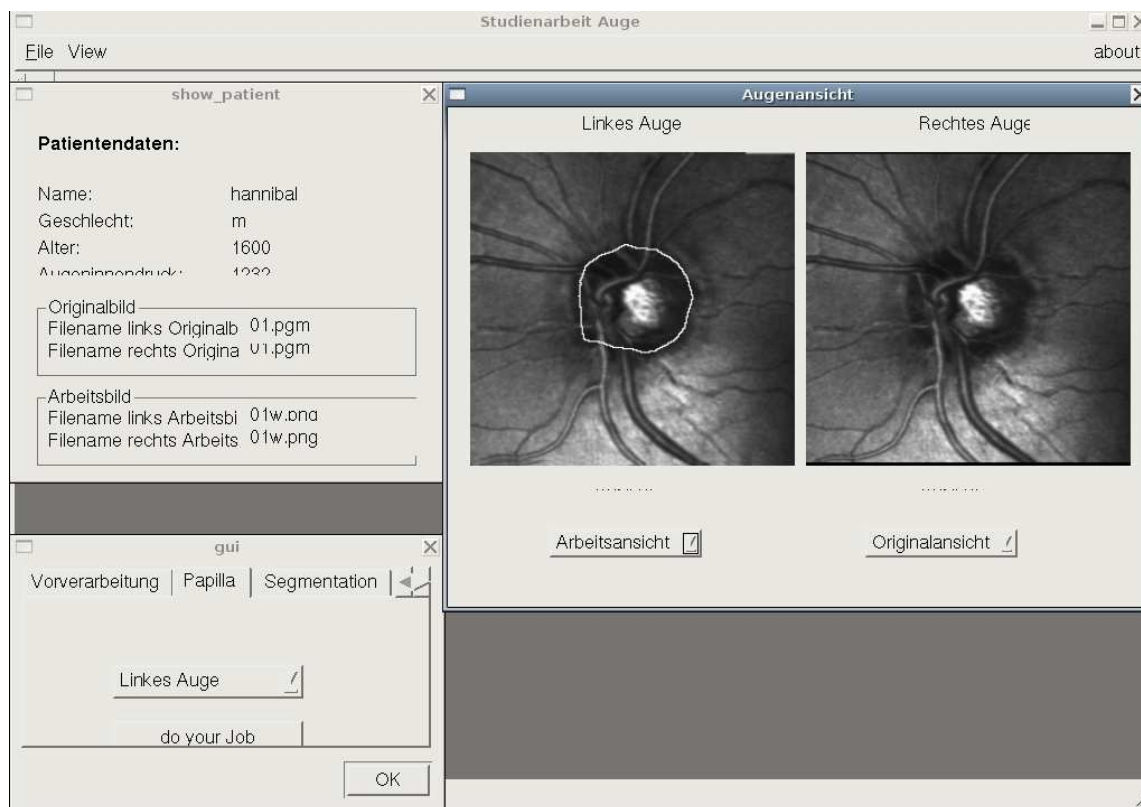 Studienarbeit Auge
File View about
show_patient
Patientendaten:
Name: hannibal
Geschlecht: m
Alter: 1600
Augeninnendruck: 1232
Originalbild
Filename links Originalb 01.pgm
Filename rechts Origina 01.pgm
Arbeitsbild
Filename links Arbeitsbi 01w.png
Filename rechts Arbeits 01w.png
Augenansicht
Linkes Auge Rechtes Auge
Arbeitsansicht Originalansicht
gui
Vorverarbeitung Papilla Segmentation
Linkes Auge
do your Job
OK